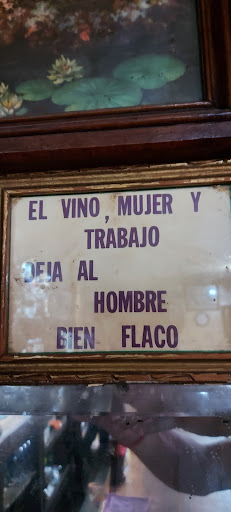 EL VINO, MUJER Y
TRABAJO
DEJA AL
HOMBRE
BIEN FLACO